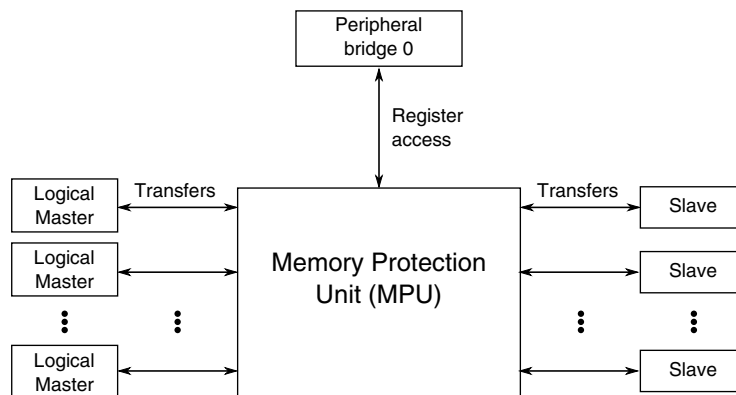 Peripheral
bridge 0
Register
access
Logical
Master
Transfers
Transfers
Slave
Memory Protection
Unit (MPU)
Logical
Master
Slave
Logical
Master
Slave